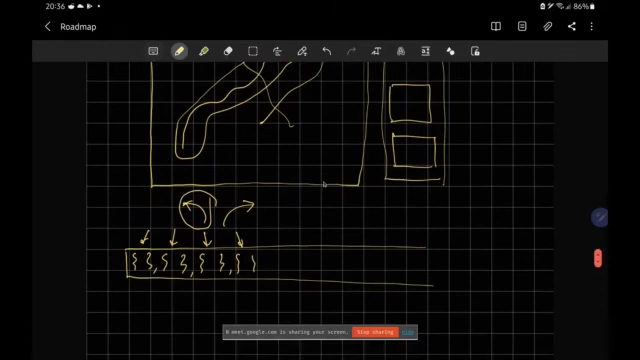 20:36
86%
Roadmap
{ }, { }, { }, { }
meet.google.com is sharing your screen.
Stop sharing
Hide